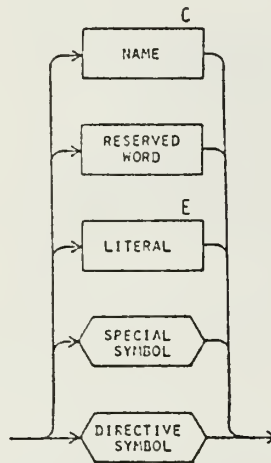 C
NAME
RESERVED
WORD
E
LITERAL
SPECIAL
SYMBOL
DIRECTIVE
SYMBOL